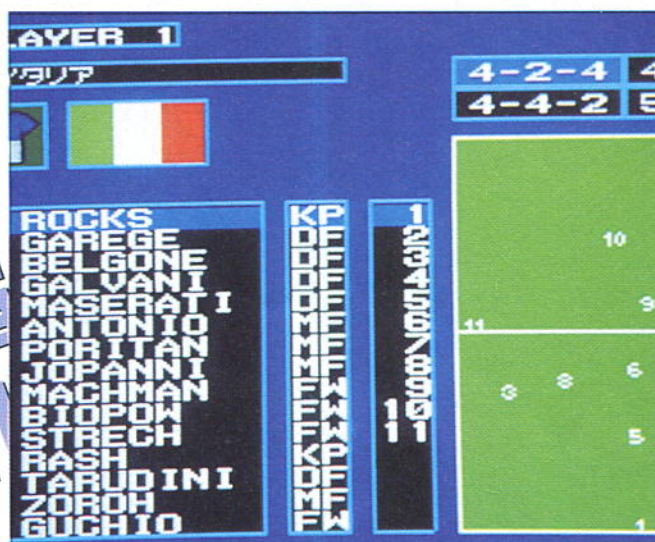 LAYER 1
タリア
4-2-4 4
4-4-2 5
ROCKS KP 1
GAREGE DF 2
BELGONE DF 3
GALVANI DF 4
MASERATI DF 5
ANTONIO MF 6
PORITAN MF 7
JOPANNI MF 8
MACHMAN FW 9
BIOPOW FW 10
STRECH FW 11
RASH KP
TARUDINI DF
ZOROH MF
GUCHIO FW
10
9
11
6
8
3
5
1